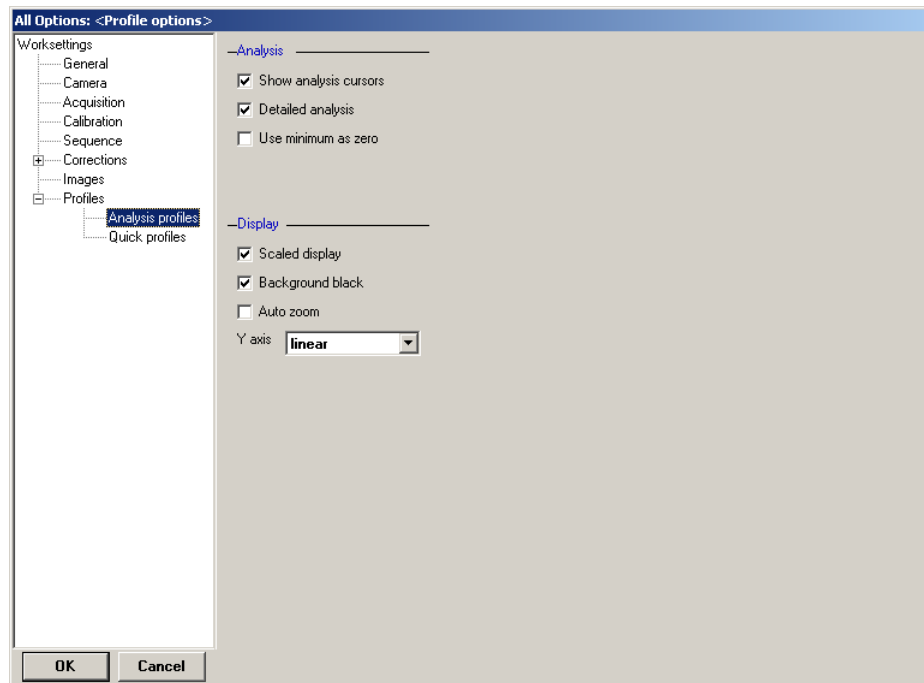 All Options: <Profile options>
Worksettings
General
Camera
Acquisition
Calibration
Sequence
Corrections
Images
Profiles
Analysis profiles
Quick profiles
Analysis
Show analysis cursors
Detailed analysis
Use minimum as zero
Display
Scaled display
Background black
Auto zoom
Y axis linear
OK Cancel